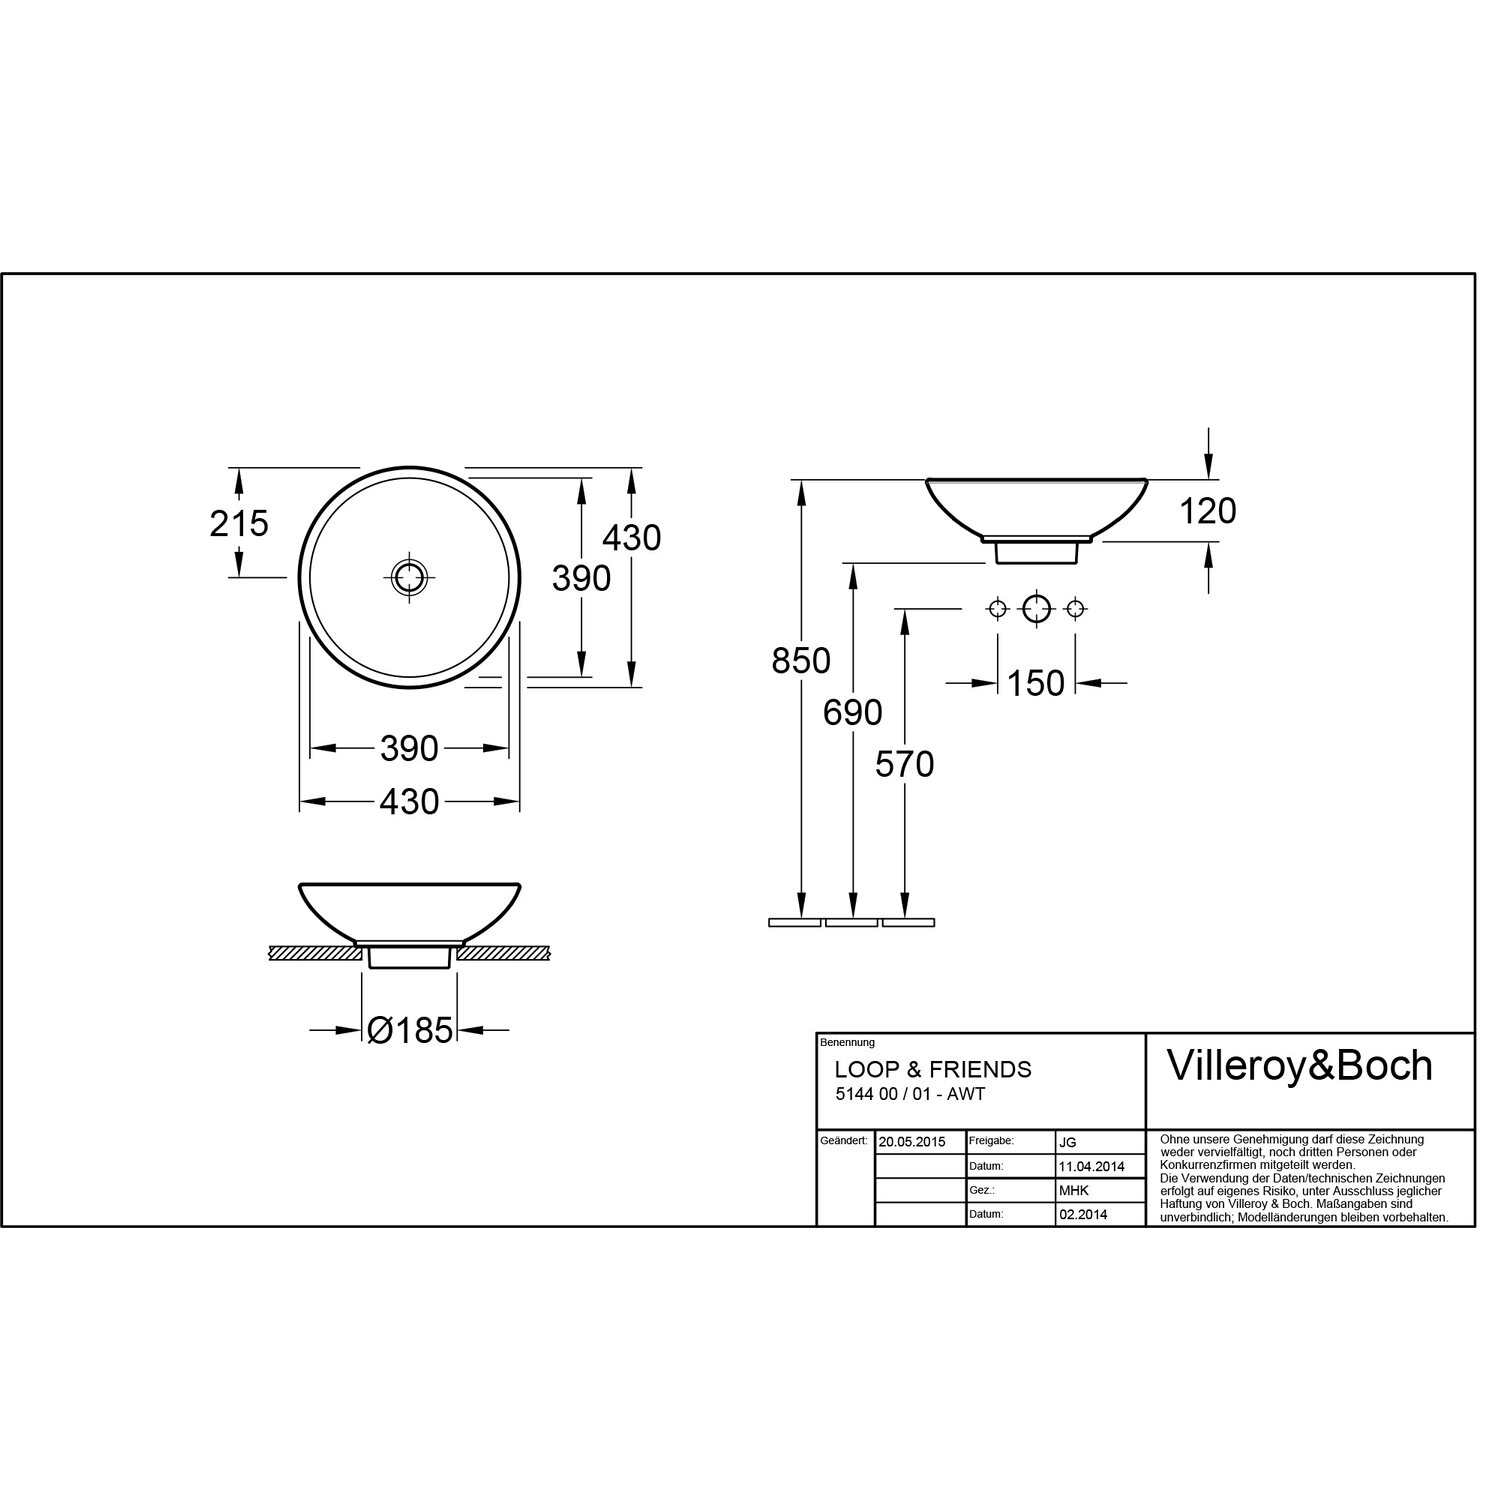 215
430
390
390
430
Ø185
120
850
150
690
570
Benennung
LOOP & FRIENDS
5144 00 / 01 - AWT
Villeroy&Boch
Geändert: 20.05.2015 Freigabe: JG
Datum: 11.04.2014
Gez.: MHK
Datum: 02.2014
Ohne unsere Genehmigung darf diese Zeichnung
weder vervielfältigt, noch dritten Personen oder
Konkurrenzfirmen mitgeteilt werden.
Die Verwendung der Daten/technischen Zeichnungen
erfolgt auf eigenes Risiko, unter Ausschluss jeglicher
Haftung von Villeroy & Boch. Maßangaben sind
unverbindlich; Modelländerungen bleiben vorbehalten.